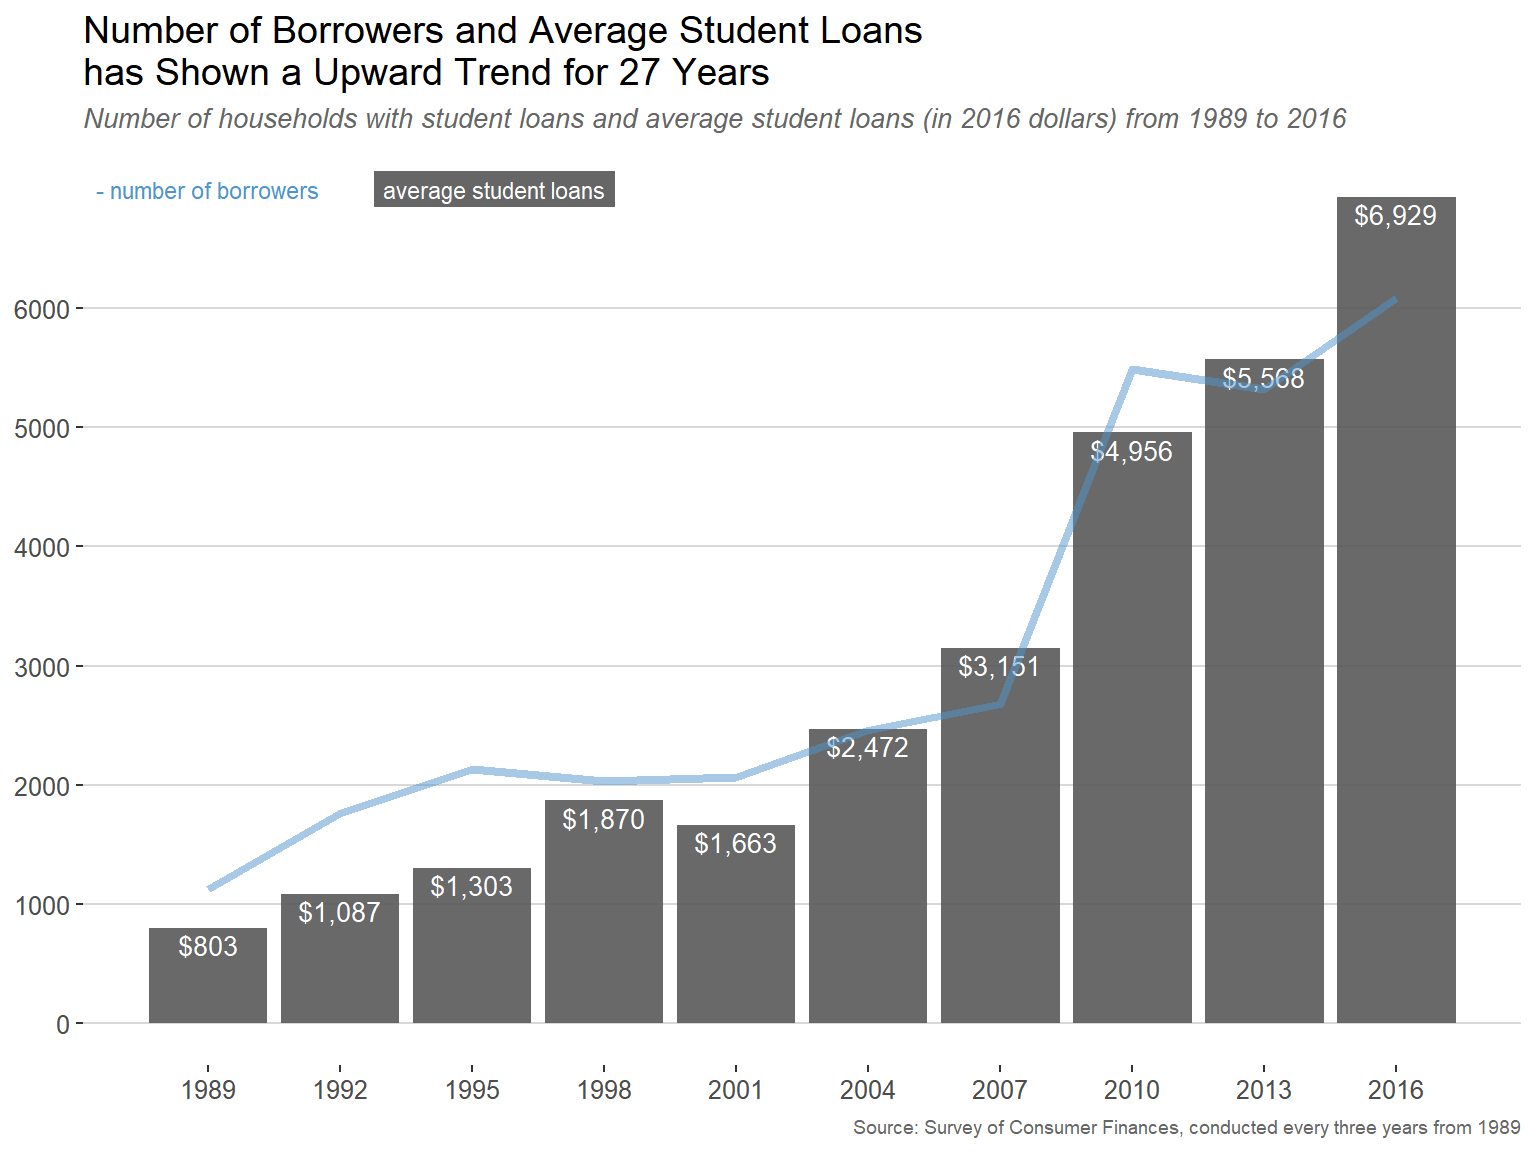 Number of Borrowers and Average Student Loans
has Shown a Upward Trend for 27 Years
Number of households with student loans and average student loans (in 2016 dollars) from 1989 to 2016
- number of borrowers
average student loans
$6,929
6000
$5,568
5000
$4,956
4000
3000
$3,151
$2,472
2000
$1,870
$1,663
$1,303
1000
$1,087
$803
0
1989 1992 1995 1998 2001 2004 2007 2010 2013 2016
Source: Survey of Consumer Finances, conducted every three years from 1989